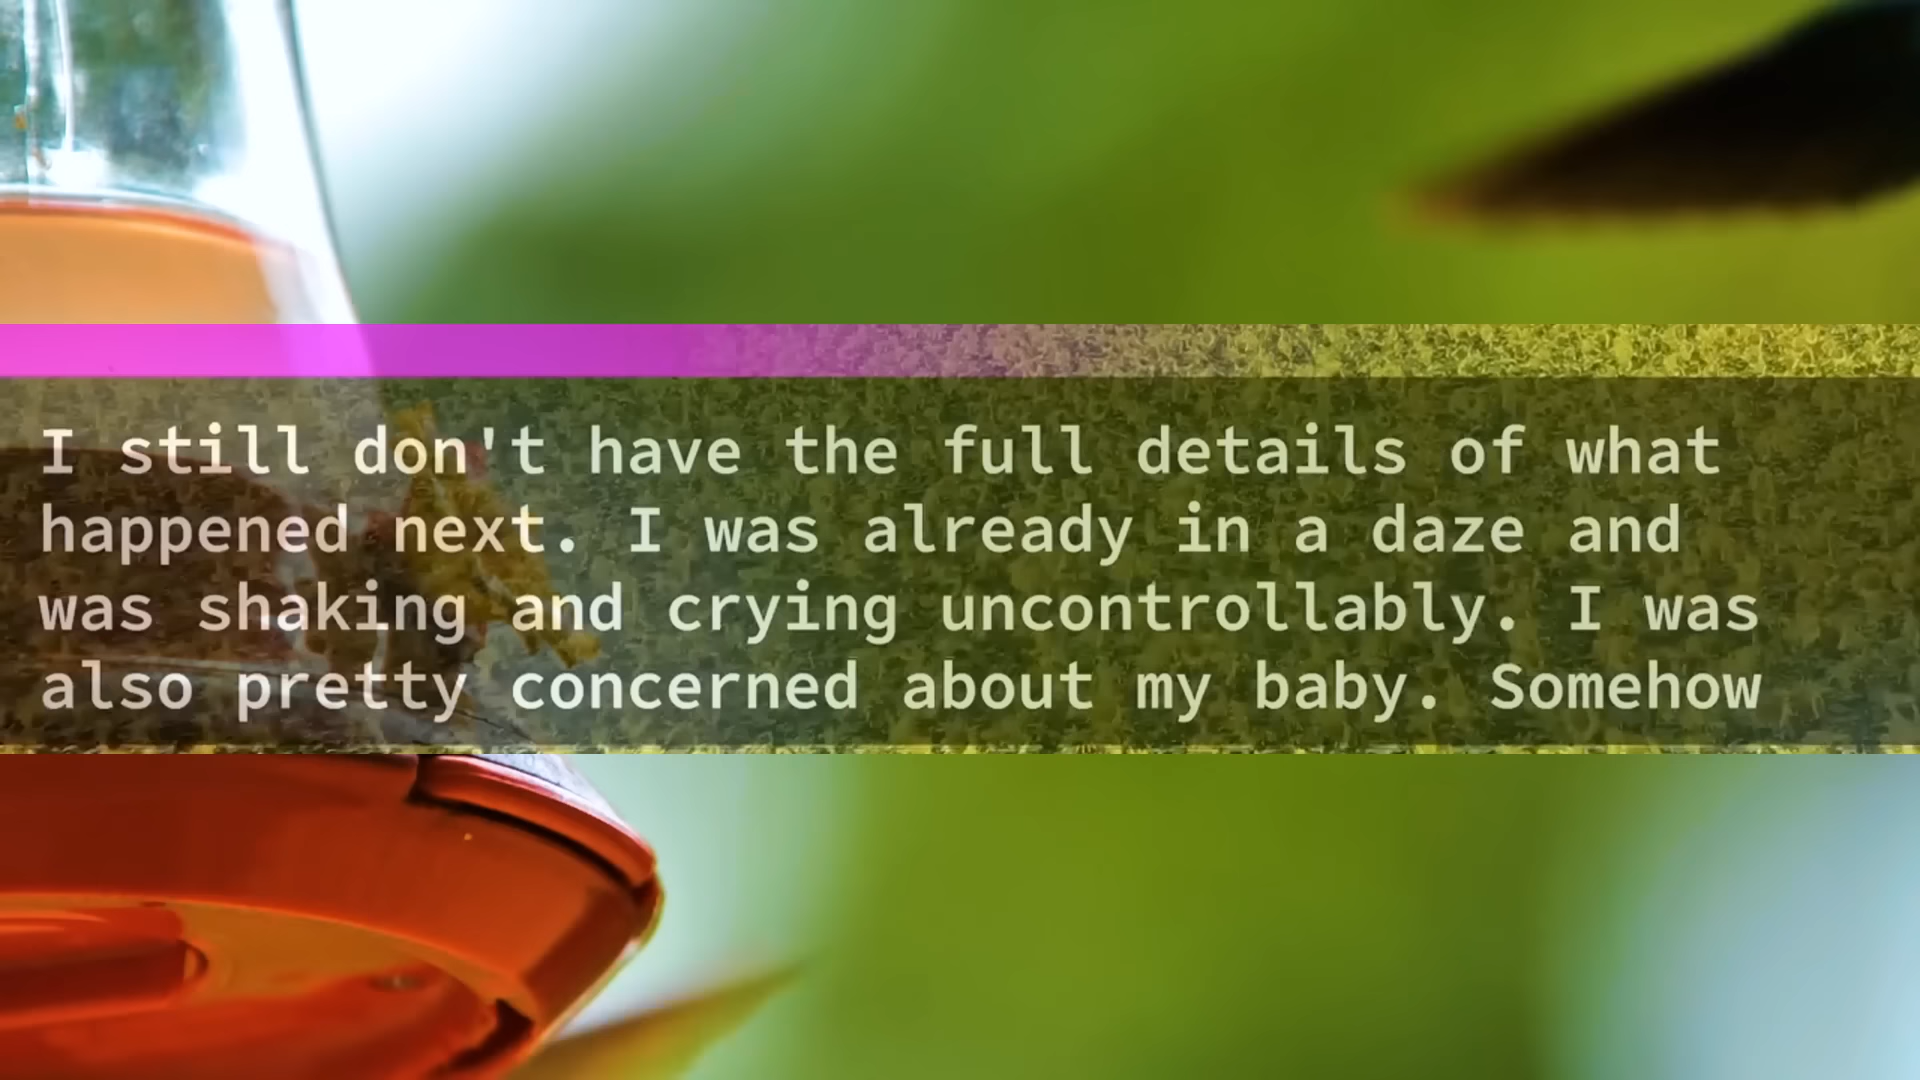 I still don't have the full details of what
happened next. I was already in a daze and
was shaking and crying uncontrollably. I was
also pretty concerned about my baby. Somehow